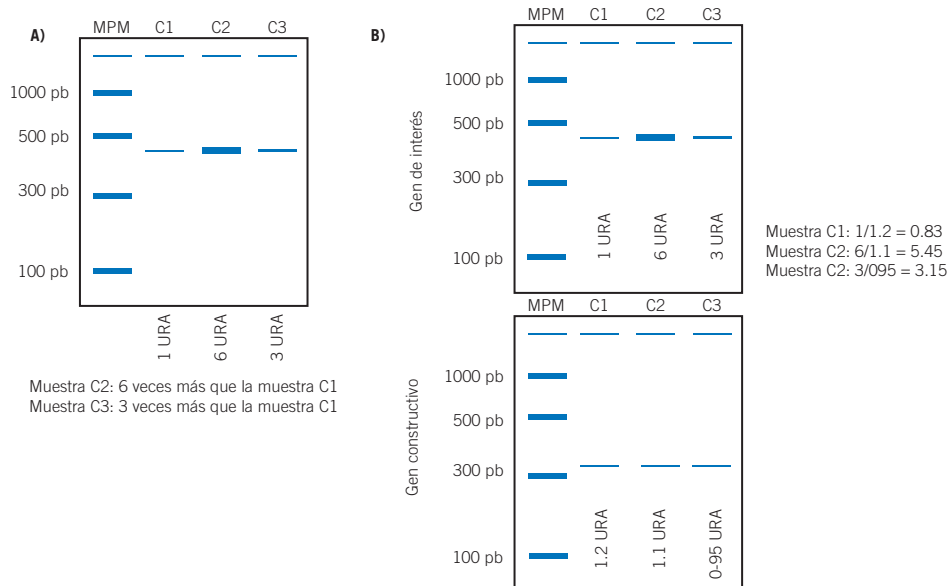 A)
MPM C1 C2 C3
1000 pb
500 pb
300 pb
100 pb
1 URA
6 URA
3 URA
Muestra C2: 6 veces más que la muestra C1
Muestra C3: 3 veces más que la muestra C1
B)
MPM C1 C2 C3
Gen de interés
1000 pb
500 pb
300 pb
100 pb
1 URA
6 URA
3 URA
Muestra C1: 1/1.2 = 0.83
Muestra C2: 6/1.1 = 5.45
Muestra C2: 3/095 = 3.15
MPM C1 C2 C3
Gen constructivo
1000 pb
500 pb
300 pb
100 pb
1.2 URA
1.1 URA
0-95 URA